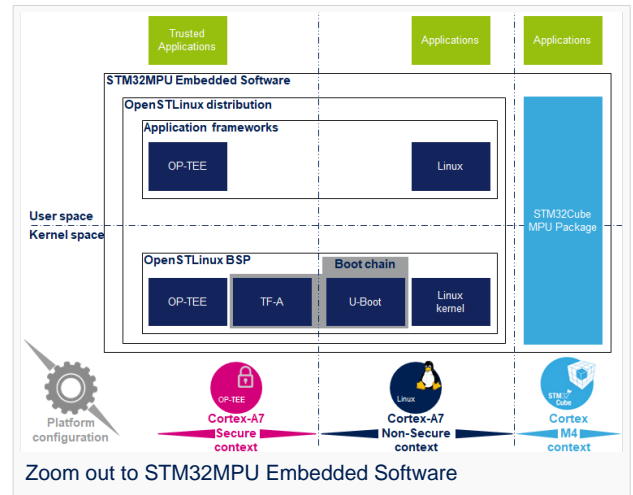 Trusted
Applications
Applications
Applications
STM32MPU Embedded Software
OpenSTLinux distribution
Application frameworks
OP-TEE
Linux
User space
Kernel space
STM32Cube
MPU Package
OpenSTLinux BSP
Boot chain
OP-TEE
TF-A
U-Boot
Linux
kernel
OP-TEE
Linux
STM32
Cube
Platform
configuration
Cortex-A7
Secure
context
Cortex-A7
Non-Secure
context
Cortex
M4
context
Zoom out to STM32MPU Embedded Software